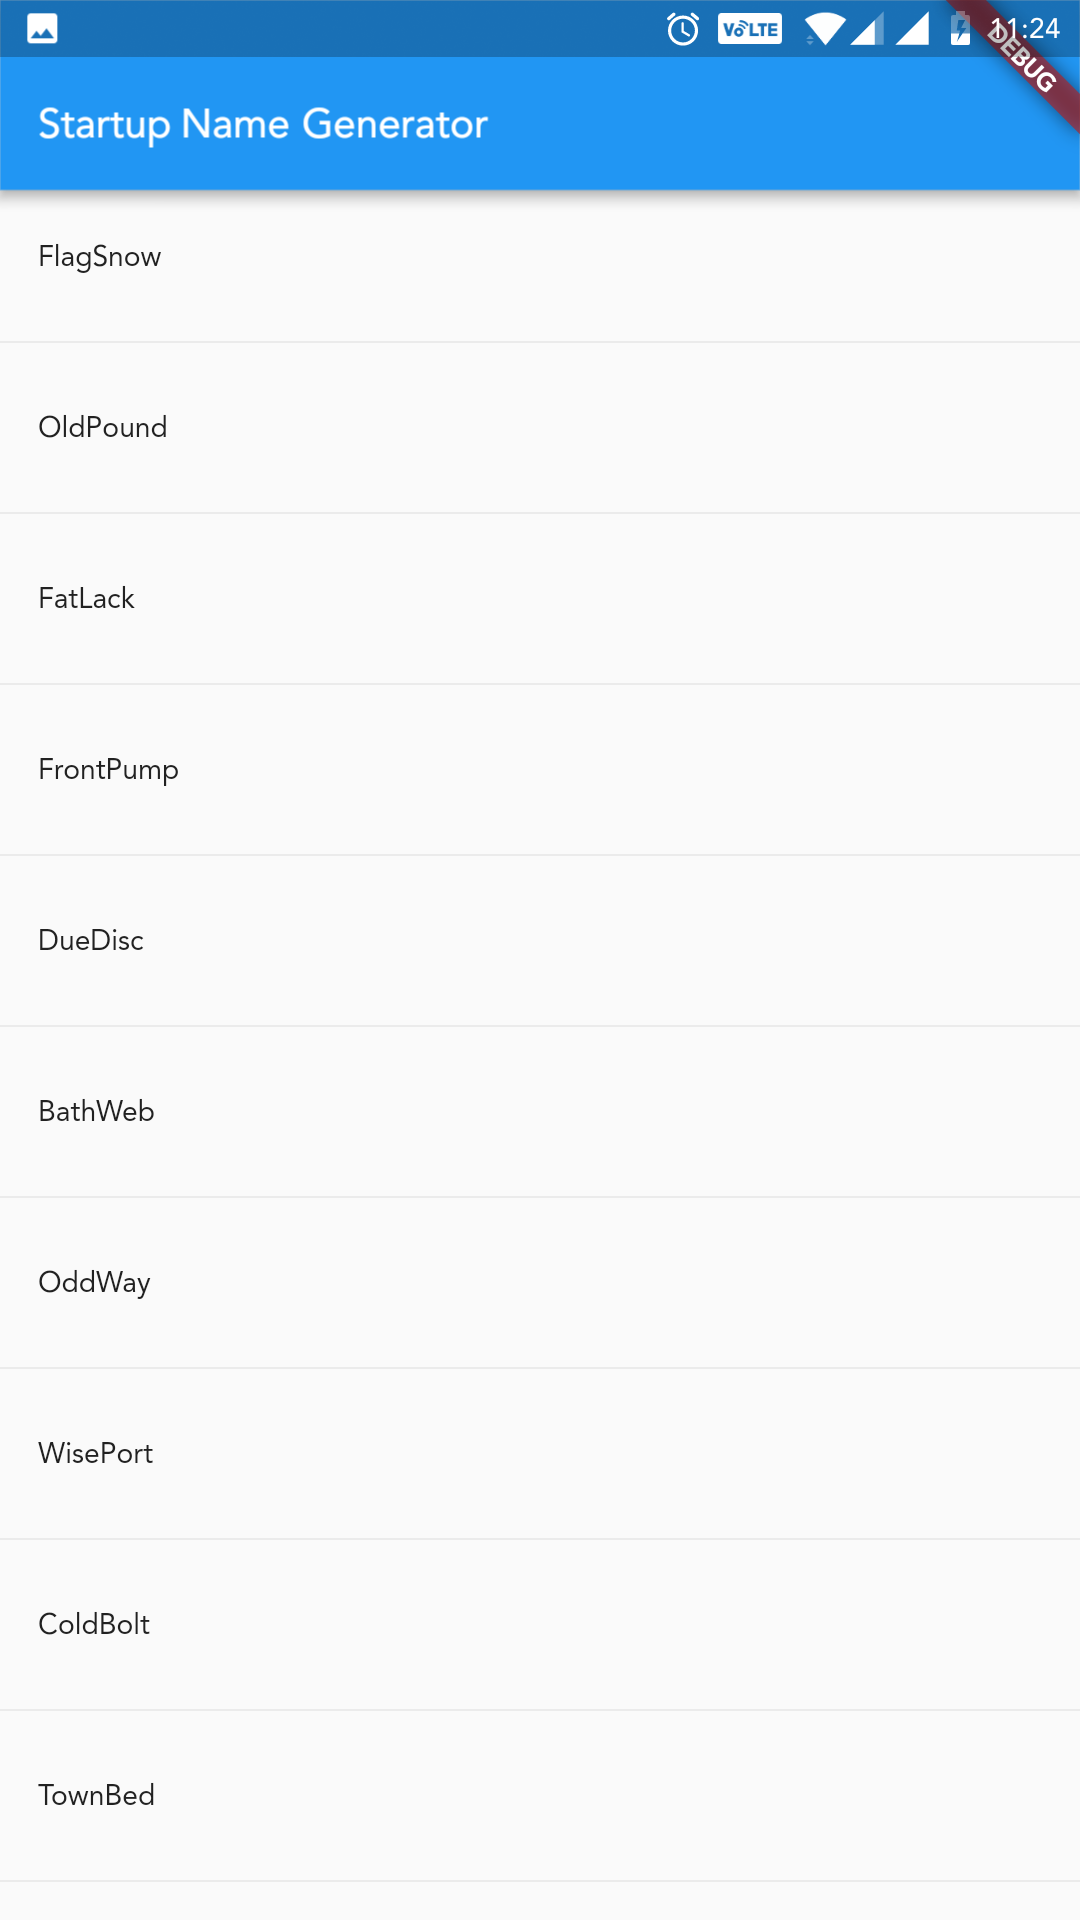 VoLTE 11:24
DEBUG
Startup Name Generator
FlagSnow
OldPound
FatLack
FrontPump
DueDisc
BathWeb
OddWay
WisePort
ColdBolt
TownBed